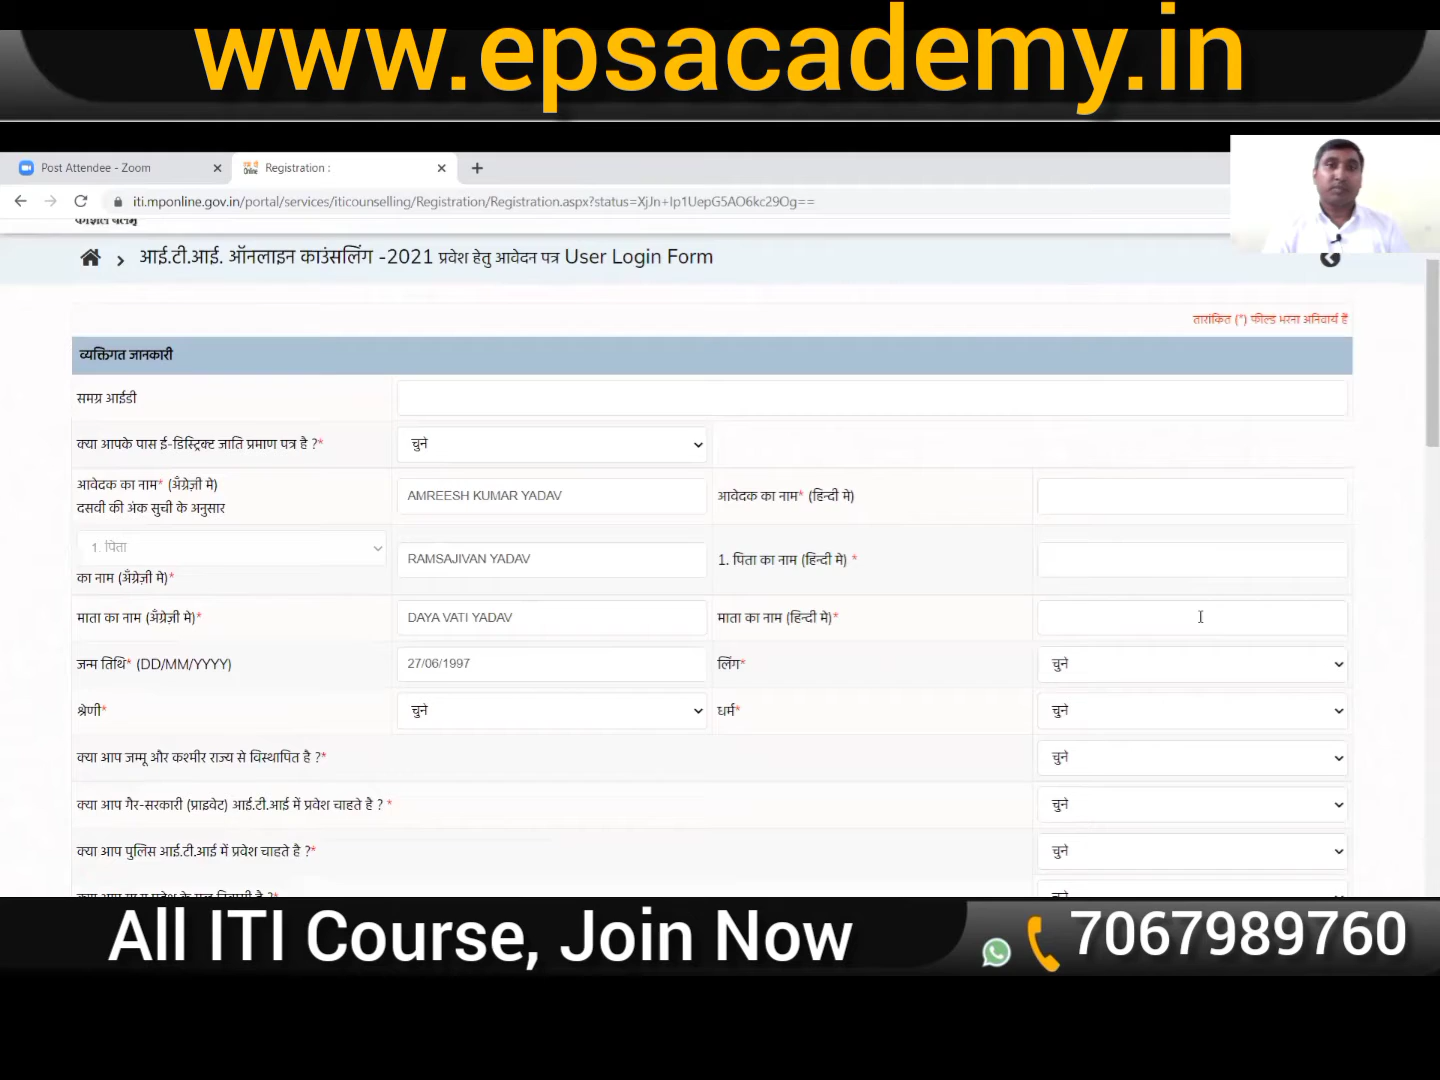 www.epsacademy.in
Post Attendee - Zoom
Registration :
iti.mponline.gov.in/portal/services/iticounselling/Registration/Registration.aspx?status=XjJn+Ip1UepG5AO6kc29Og==
आई.टी.आई. ऑनलाइन काउंसलिंग -2021 प्रवेश हेतु आवेदन पत्र User Login Form
तारांकित (*) फील्ड भरना अनिवार्य हैं
व्यक्तिगत जानकारी
समग्र आईडी
क्या आपके पास ई-डिस्ट्रिक्ट जाति प्रमाण पत्र है ?* चुने
आवेदक का नाम* (अँग्रेज़ी मे)
दसवी की अंक सुची के अनुसार
AMREESH KUMAR YADAV
आवेदक का नाम* (हिन्दी मे)
1. पिता
का नाम (अँग्रेज़ी मे)*
RAMSAJIVAN YADAV
1. पिता का नाम (हिन्दी मे) *
माता का नाम (अँग्रेज़ी मे)* DAYA VATI YADAV माता का नाम (हिन्दी मे)*
जन्म तिथि* (DD/MM/YYYY) 27/06/1997 लिंग* चुने
श्रेणी* चुने धर्म* चुने
क्या आप जम्मू और कश्मीर राज्य से विस्थापित है ?* चुने
क्या आप गैर-सरकारी (प्राइवेट) आई.टी.आई में प्रवेश चाहते है ? * चुने
क्या आप पुलिस आई.टी.आई में प्रवेश चाहते है ?* चुने
All ITI Course, Join Now
7067989760